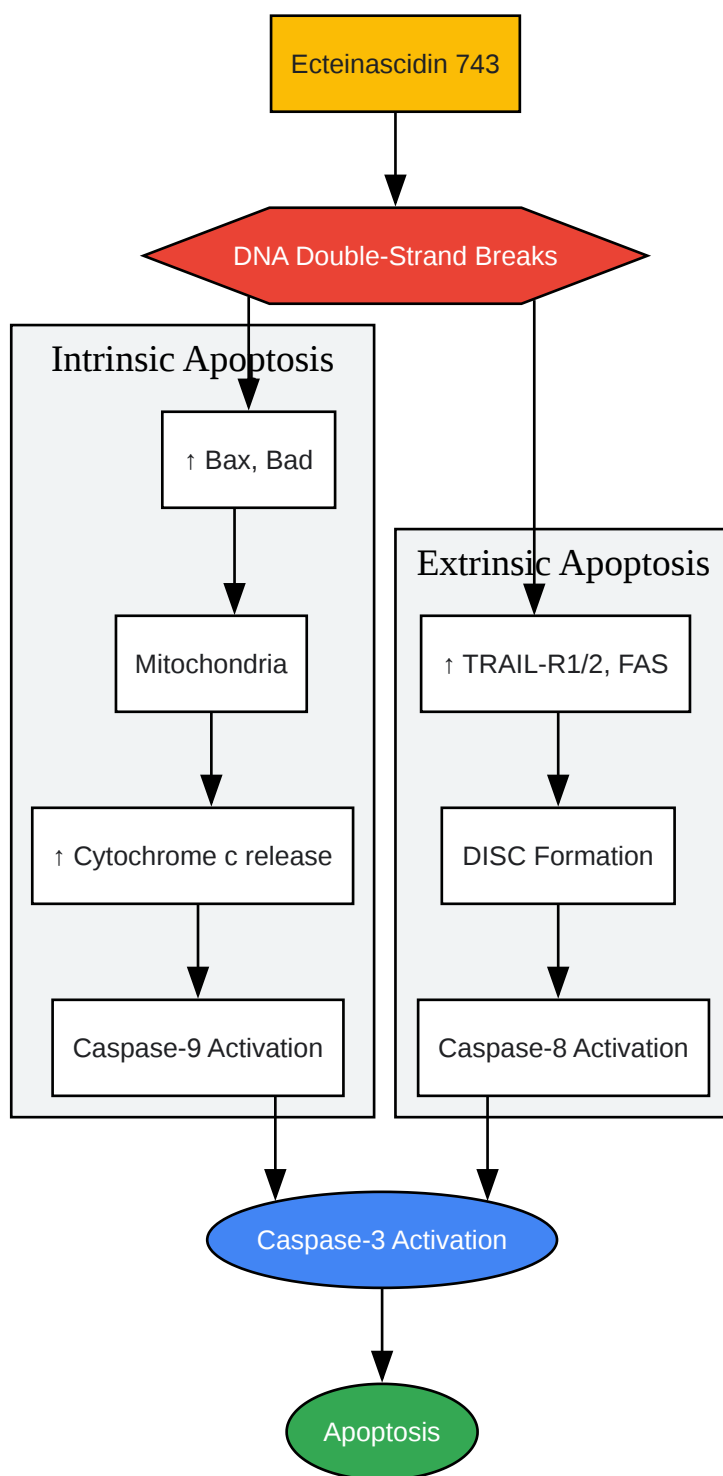 Ecteinascidin 743
DNA Double-Strand Breaks
Intrinsic Apoptosis
↑ Bax, Bad
Mitochondria
↑ Cytochrome c release
Caspase-9 Activation
Extrinsic Apoptosis
↑ TRAIL-R1/2, FAS
DISC Formation
Caspase-8 Activation
Caspase-3 Activation
Apoptosis